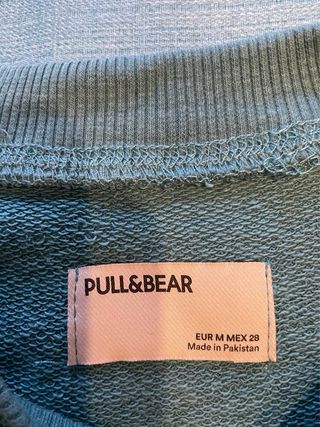 PULL&BEAR
EUR M MEX 28
Made in Pakistan